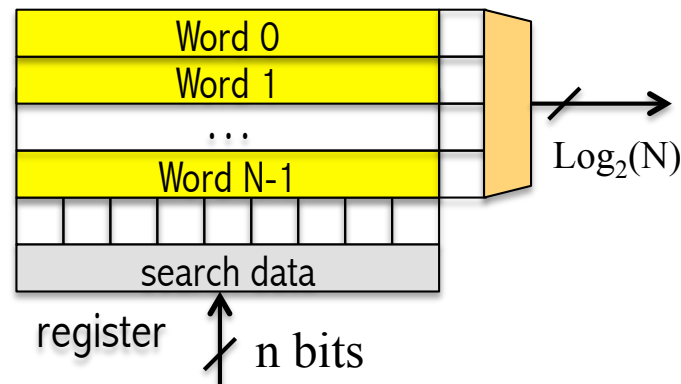 Word 0
Word 1
...
Word N-1
Log₂(N)
search data
register
n bits